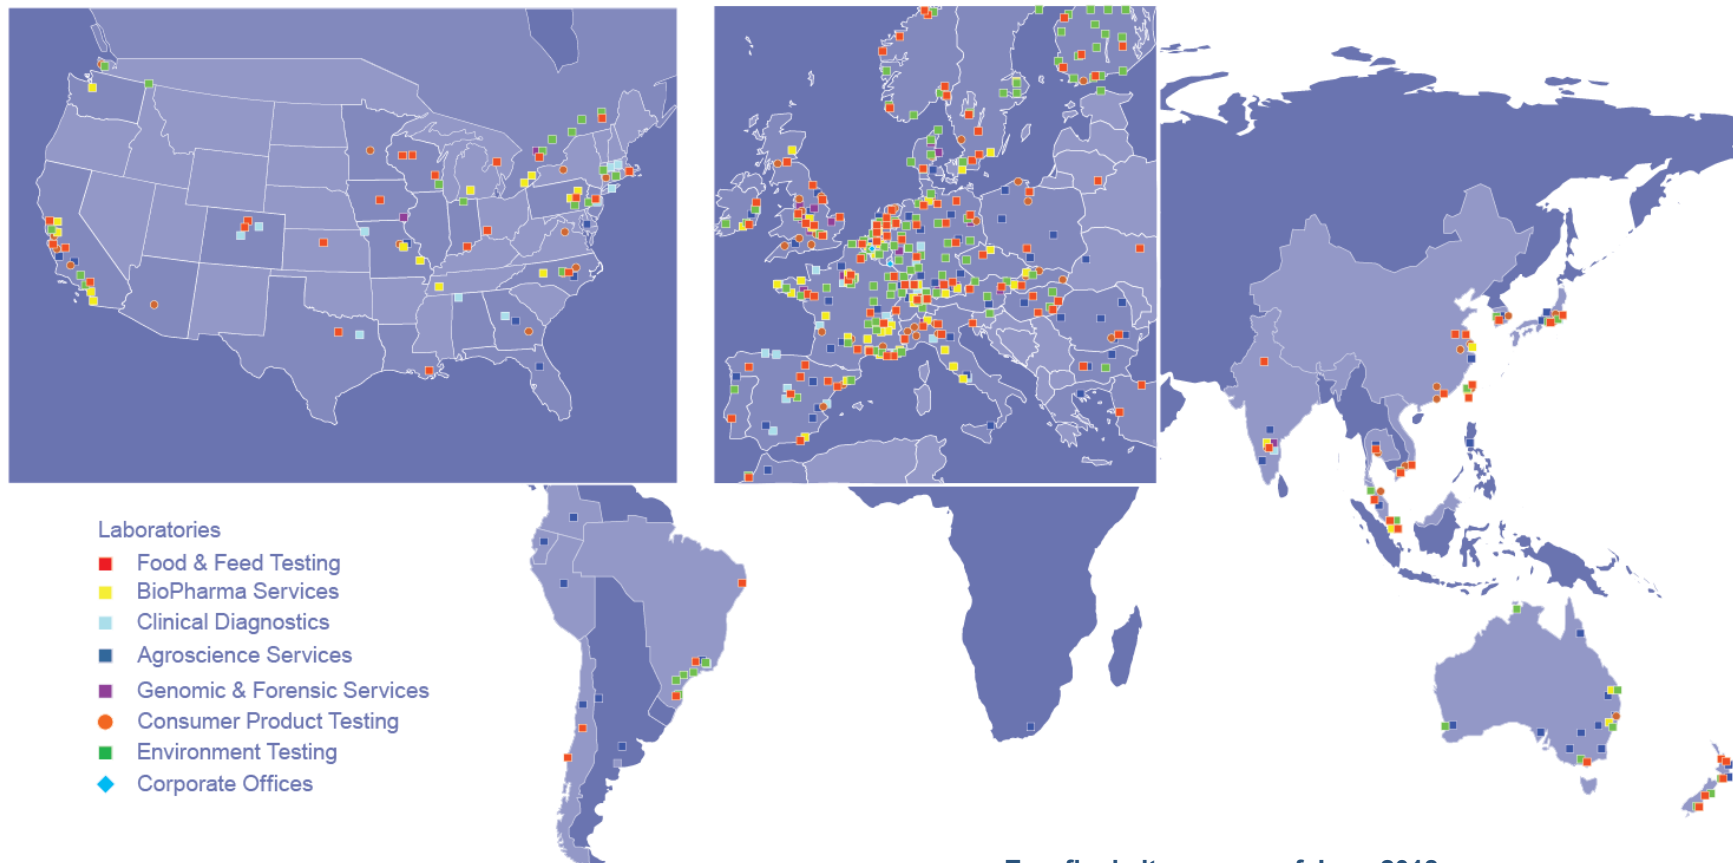 Laboratories
Food & Feed Testing
BioPharma Services
Clinical Diagnostics
Agroscience Services
Genomic & Forensic Services
Consumer Product Testing
Environment Testing
Corporate Offices